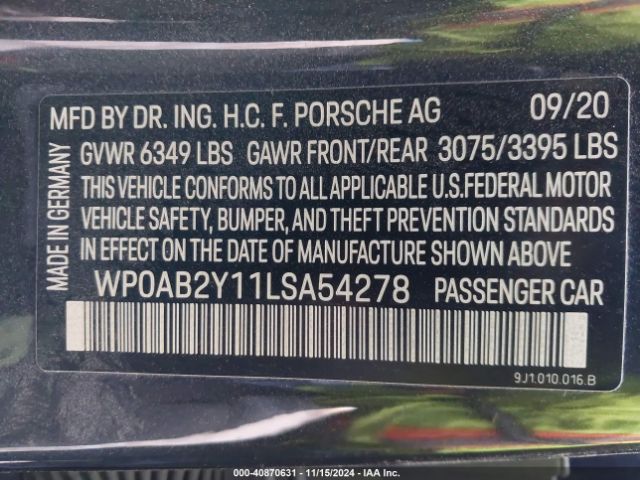 MFD BY DR. ING. H.C. F. PORSCHE AG 09/20
GVWR 6349 LBS GAWR FRONT/REAR 3075/3395 LBS
THIS VEHICLE CONFORMS TO ALL APPLICABLE U.S.FEDERAL MOTOR
VEHICLE SAFETY, BUMPER, AND THEFT PREVENTION STANDARDS
IN EFFECT ON THE DATE OF MANUFACTURE SHOWN ABOVE
WP0AB2Y11LSA54278 PASSENGER CAR
MADE IN GERMANY
9J1.010.016.B
000-40870631 - 11/15/2024 - IAA Inc.